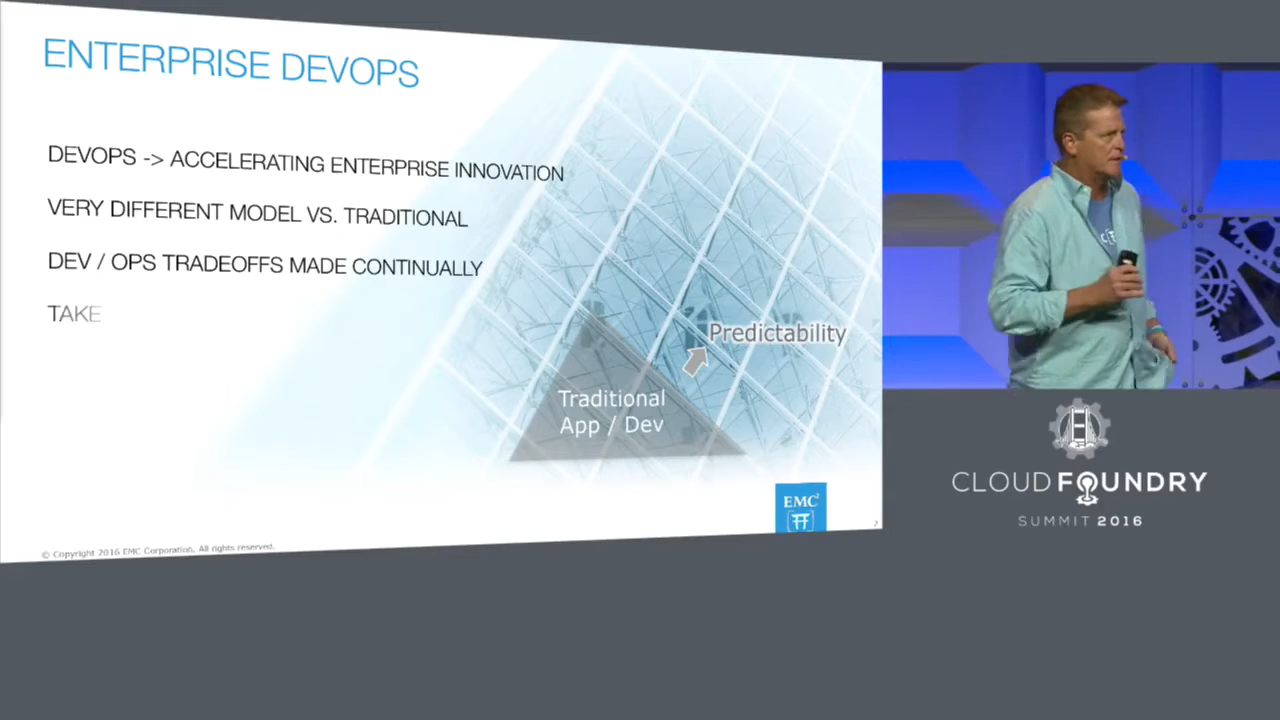 ENTERPRISE DEVOPS
DEVOPS -> ACCELERATING ENTERPRISE INNOVATION
VERY DIFFERENT MODEL VS. TRADITIONAL
DEV / OPS TRADEOFFS MADE CONTINUALLY
TAKE
Predictability
Traditional
App / Dev
EMC²
© Copyright 2016 EMC Corporation. All rights reserved.
2
CLOUD FOUNDRY
SUMMIT 2016